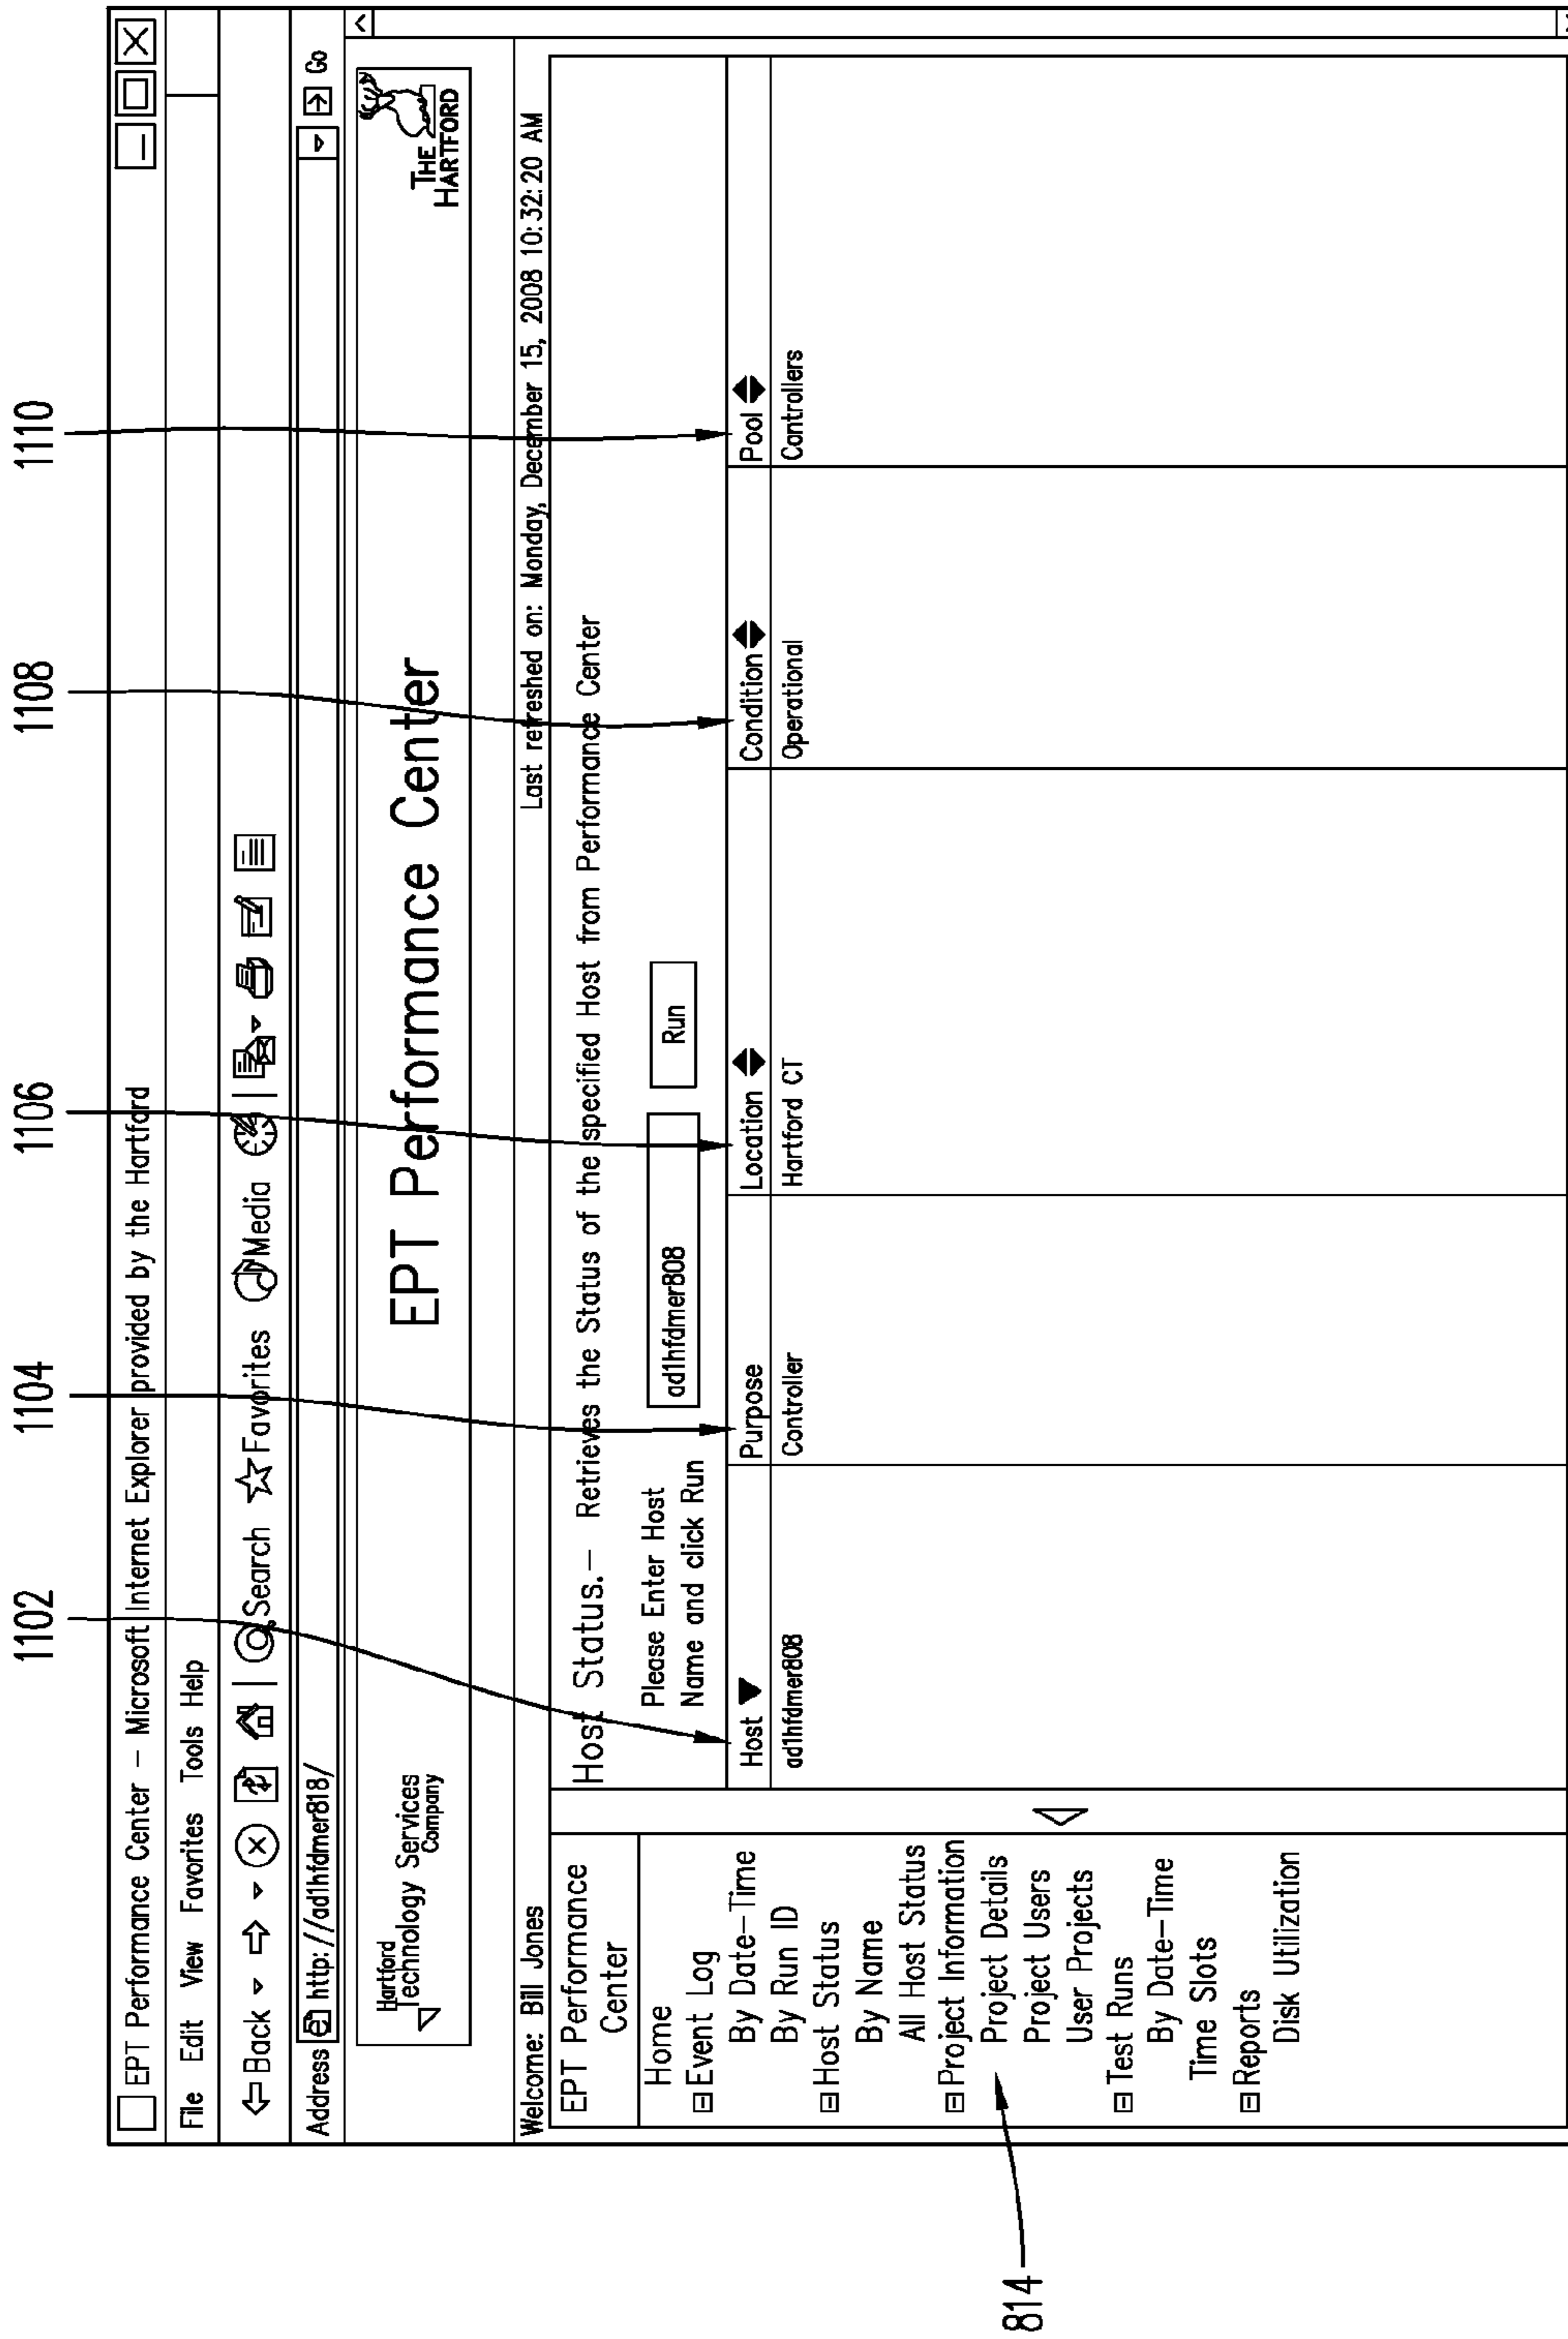 1102 1104 1106 1108 1110
EPT Performance Center – Microsoft Internet Explorer provided by the Hartford
File Edit View Favorites Tools Help
Back Search Favorites Media
Address http://ad1hfdmer818/ Go
Hartford
Technology Services
Company
EPT Performance Center
THE
HARTFORD
Welcome: Bill Jones Last refreshed on: Monday, December 15, 2008 10:32:20 AM
EPT Performance
Center
Home
Event Log
By Date-Time
By Run ID
Host Status
By Name
All Host Status
Project Information
Project Details
Project Users
User Projects
Test Runs
By Date-Time
Time Slots
Reports
Disk Utilization
814
Host Status.– Retrieves the Status of the specified Host from Performance Center
Please Enter Host
Name and click Run
ad1hfdmer808
Run
Host Purpose Location Condition Pool
ad1hfdmer808 Controller Hartford CT Operational Controllers